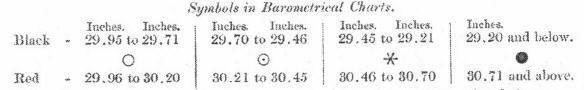 Symbols in Barometrical Charts.
Inches. Inches. Inches. Inches. Inches. Inches. Inches.
Black - 29.95 to 29.71 29.70 to 29.46 29.45 to 29.21 29.20 and below.
Red - 29.96 to 30.20 30.21 to 30.45 30.46 to 30.70 30.71 and above.